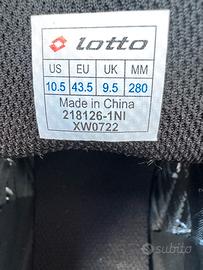 lotto
US EU UK MM
10.5 43.5 9.5 280
Made in China
218126-1NI
XW0722
subito